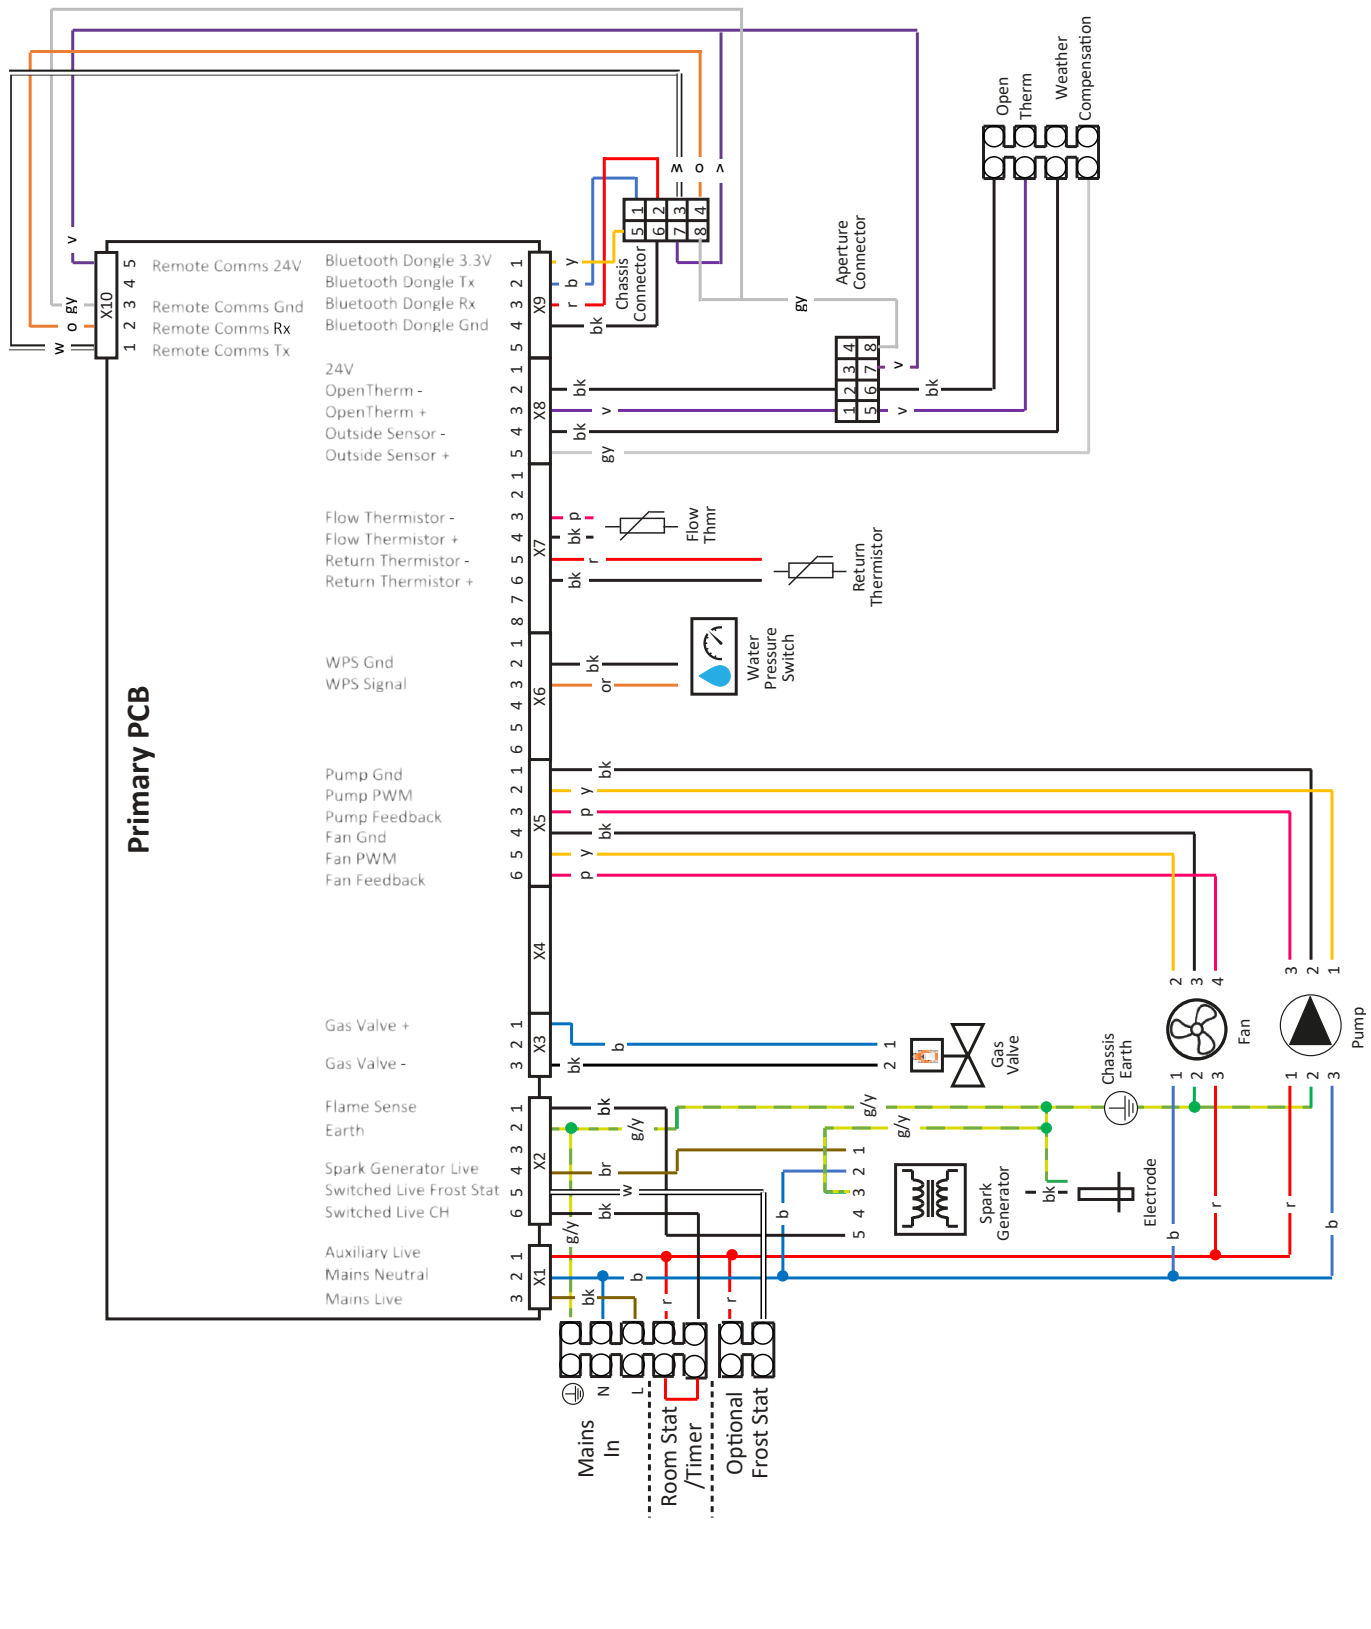 Primary PCB
X10
5
4
3
2
1
Remote Comms 24V
Remote Comms Gnd
Remote Comms Rx
Remote Comms Tx
v
gy
o
w
Bluetooth Dongle 3.3V
Bluetooth Dongle Tx
Bluetooth Dongle Rx
Bluetooth Dongle Gnd
1
2
3
4
5
X9
y
b
r
bk
Chassis
Connector
1
2
3
4
5
6
7
8
w
o
v
24V
OpenTherm -
OpenTherm +
Outside Sensor -
Outside Sensor +
1
2
3
4
5
X8
bk
v
bk
gy
Aperture
Connector
gy
4
3
2
1
8
7
6
5
v
bk
v
Open
Therm
Weather
Compensation
Flow Thermistor -
Flow Thermistor +
Return Thermistor -
Return Thermistor +
1
2
3
4
5
6
7
8
X7
p
bk
r
bk
Flow
Thmr
Return
Thermistor
WPS Gnd
WPS Signal
1
2
3
4
5
6
X6
bk
or
Water
Pressure
Switch
Pump Gnd
Pump PWM
Pump Feedback
Fan Gnd
Fan PWM
Fan Feedback
1
2
3
4
5
6
X5
bk
y
p
bk
y
p
X4
Gas Valve +
Gas Valve -
1
2
3
X3
b
bk
1
2
Gas
Valve
2
3
4
Fan
1
2
3
3
2
1
Pump
1
2
3
Chassis
Earth
Flame Sense
Earth
Spark Generator Live
Switched Live Frost Stat
Switched Live CH
1
2
3
4
5
6
X2
bk
g/y
br
w
bk
g/y
g/y
g/y
1
2
3
4
5
Spark
Generator
bk
Electrode
b
b
r
r
b
Auxiliary Live
Mains Neutral
Mains Live
1
2
3
X1
b
bk
r
r
N
L
Mains
In
Room Stat
/Timer
Optional
Frost Stat